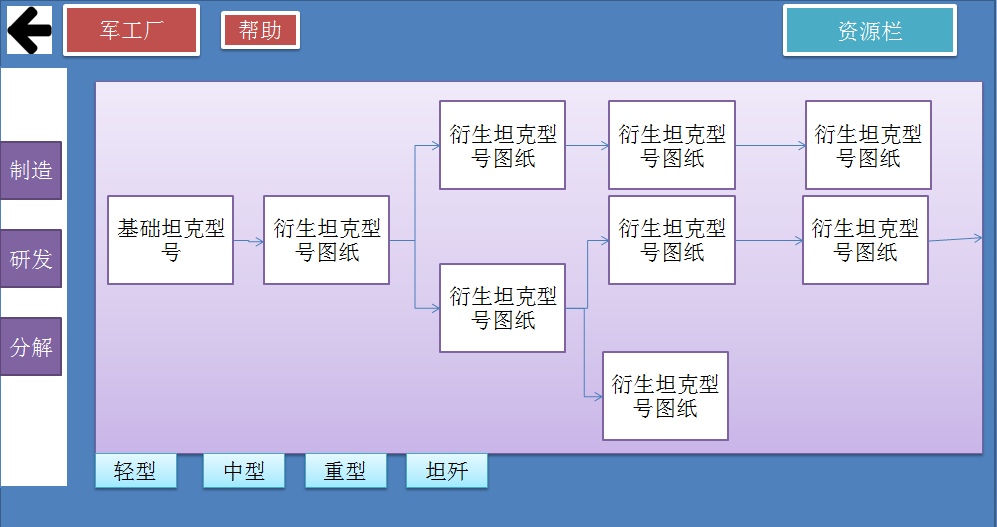 军工厂
帮助
资源栏
制造
研发
分解
衍生坦克型
号图纸
衍生坦克型
号图纸
衍生坦克型
号图纸
基础坦克型
号
衍生坦克型
号图纸
衍生坦克型
号图纸
衍生坦克型
号图纸
衍生坦克型
号图纸
衍生坦克型
号图纸
轻型
中型
重型
坦歼